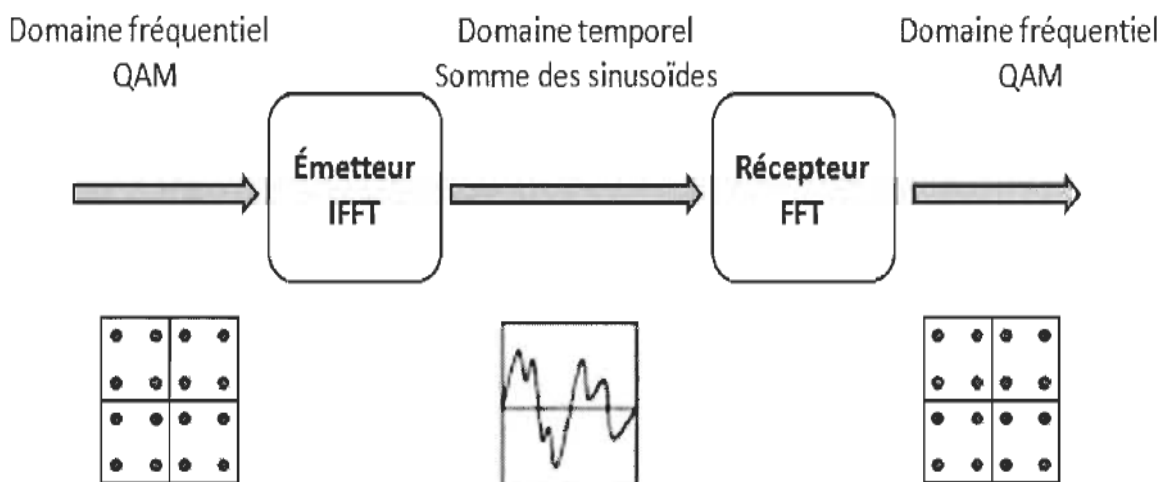 Domaine fréquentiel
QAM
Domaine temporel
Somme des sinusoïdes
Domaine fréquentiel
QAM
Émetteur
IFFT
Récepteur
FFT